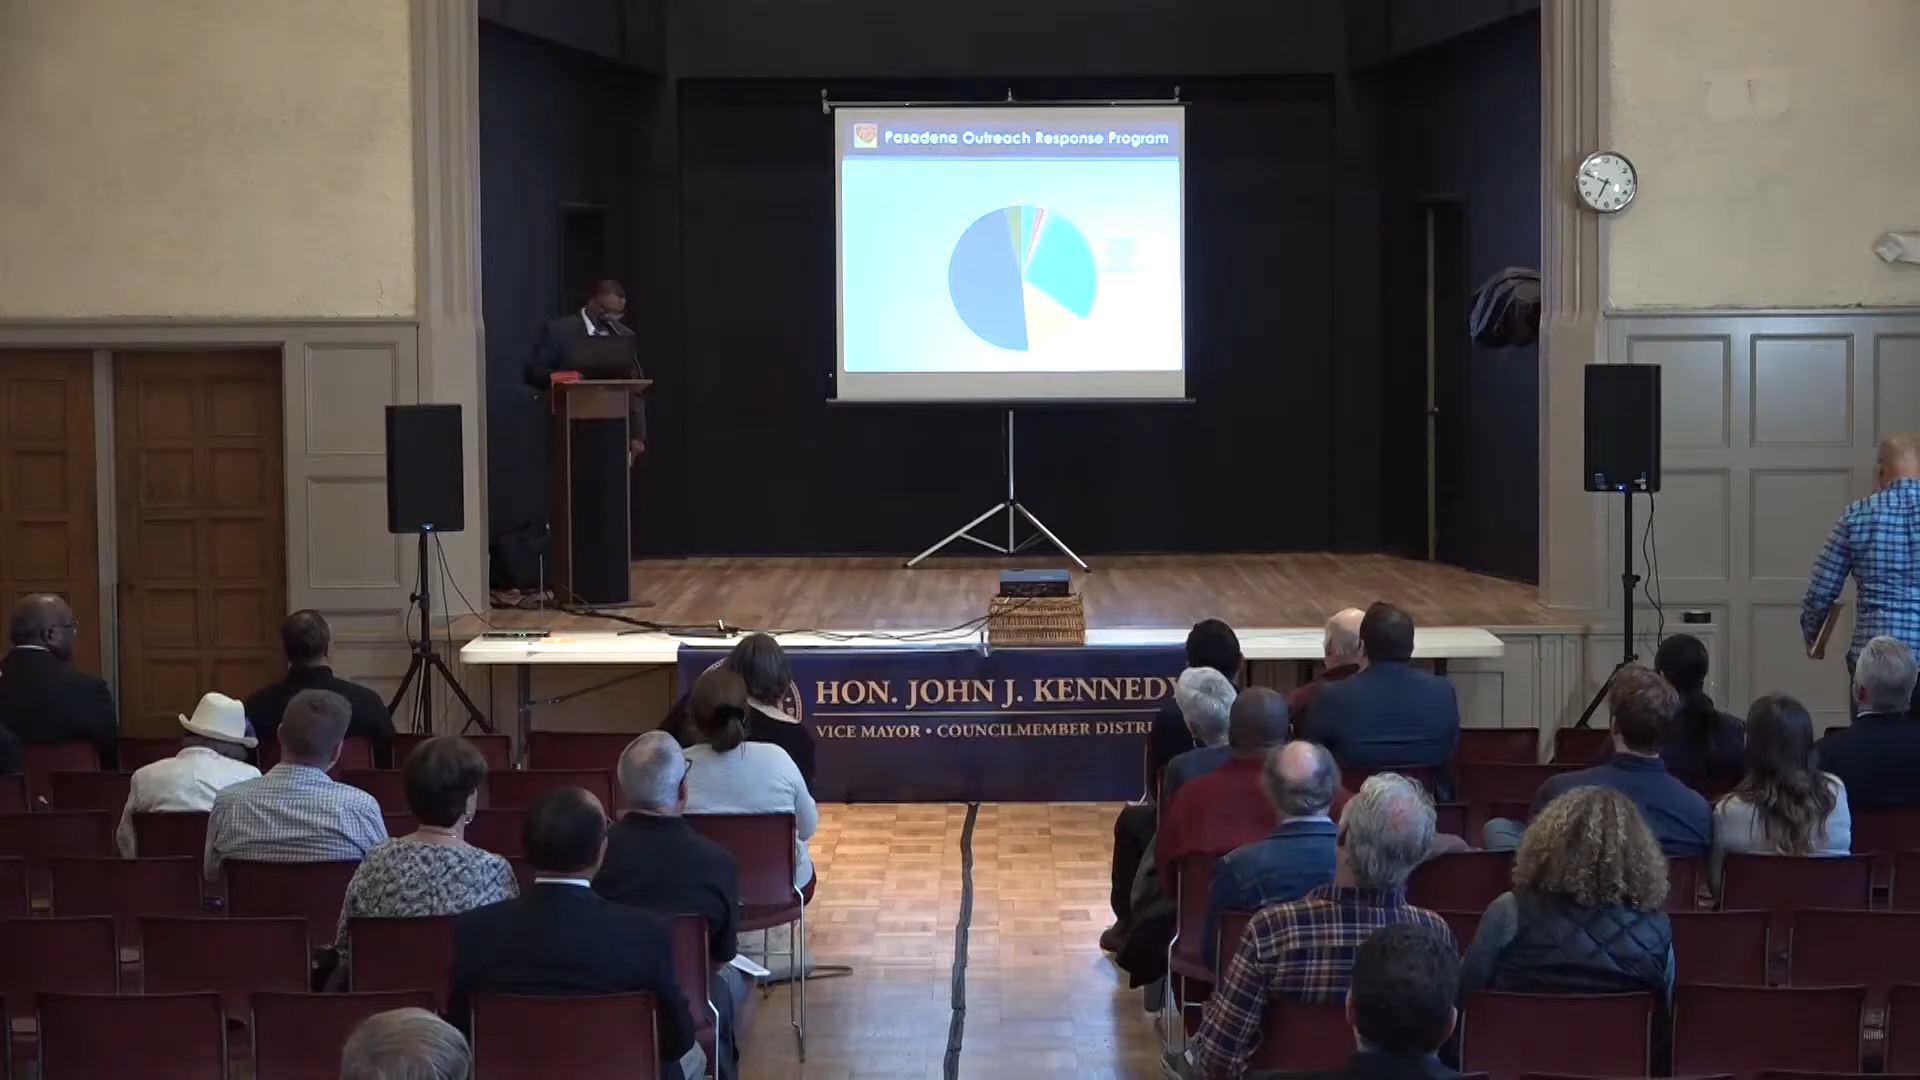 Pasadena Outreach Response Program
HON. JOHN J. KENNEDY
VICE MAYOR • COUNCILMEMBER DISTRI